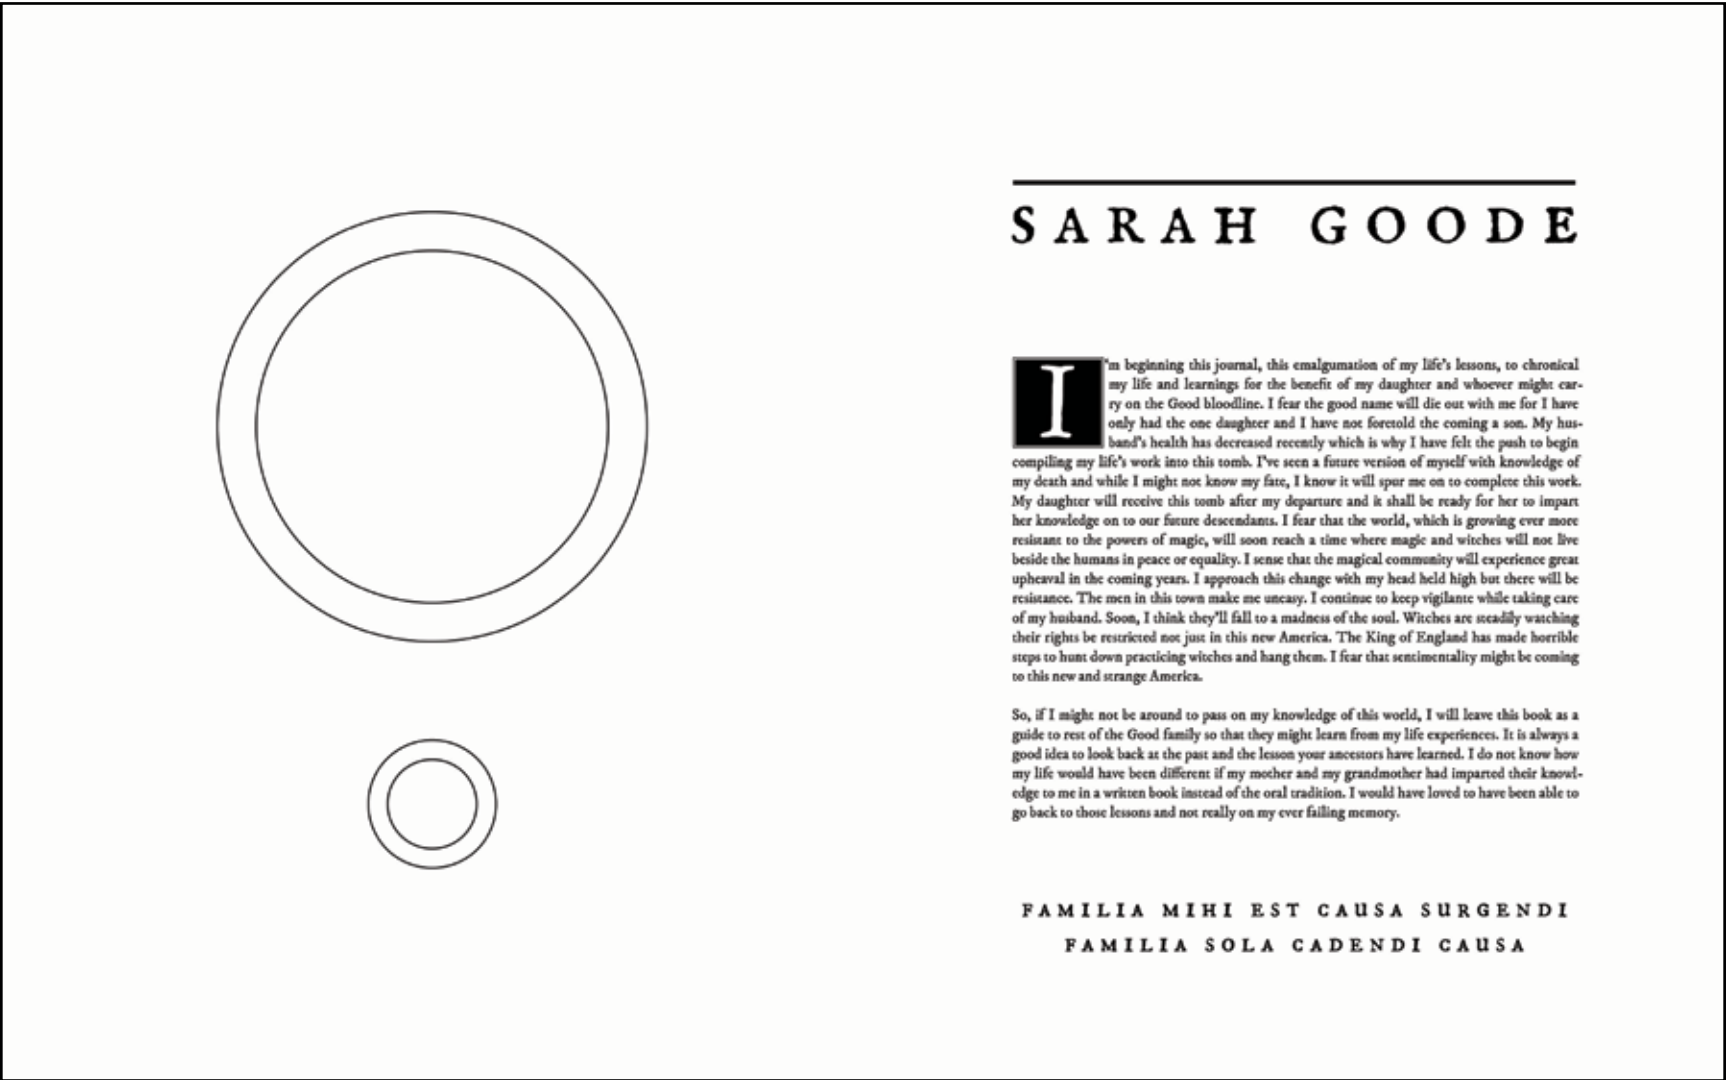 SARAH GOODE
I'm beginning this journal, this emalgumation of my life's lessons, to chronical
my life and learnings for the benefit of my daughter and whoever might car-
ry on the Good bloodline. I fear the good name will die out with me for I have
only had the one daughter and I have not foretold the coming a son. My hus-
band's health has decreased recently which is why I have felt the push to begin
compiling my life's work into this tomb. I've seen a future version of myself with knowledge of
my death and while I might not know my fate, I know it will spur me on to complete this work.
My daughter will receive this tomb after my departure and it shall be ready for her to impart
her knowledge on to our future descendants. I fear that the world, which is growing ever more
resistant to the powers of magic, will soon reach a time where magic and witches will not live
beside the humans in peace or equality. I sense that the magical community will experience great
upheaval in the coming years. I approach this change with my head held high but there will be
resistance. The men in this town make me uneasy. I continue to keep vigilante while taking care
of my husband. Soon, I think they'll fall to a madness of the soul. Witches are steadily watching
their rights be restricted not just in this new America. The King of England has made horrible
steps to hunt down practicing witches and hang them. I fear that sentimentality might be coming
to this new and strange America.
So, if I might not be around to pass on my knowledge of this world, I will leave this book as a
guide to rest of the Good family so that they might learn from my life experiences. It is always a
good idea to look back at the past and the lesson your ancestors have learned. I do not know how
my life would have been different if my mother and my grandmother had imparted their knowl-
edge to me in a written book instead of the oral tradition. I would have loved to have been able to
go back to those lessons and not really on my ever failing memory.
FAMILIA MIHI EST CAUSA SURGENDI
FAMILIA SOLA CADENDI CAUSA